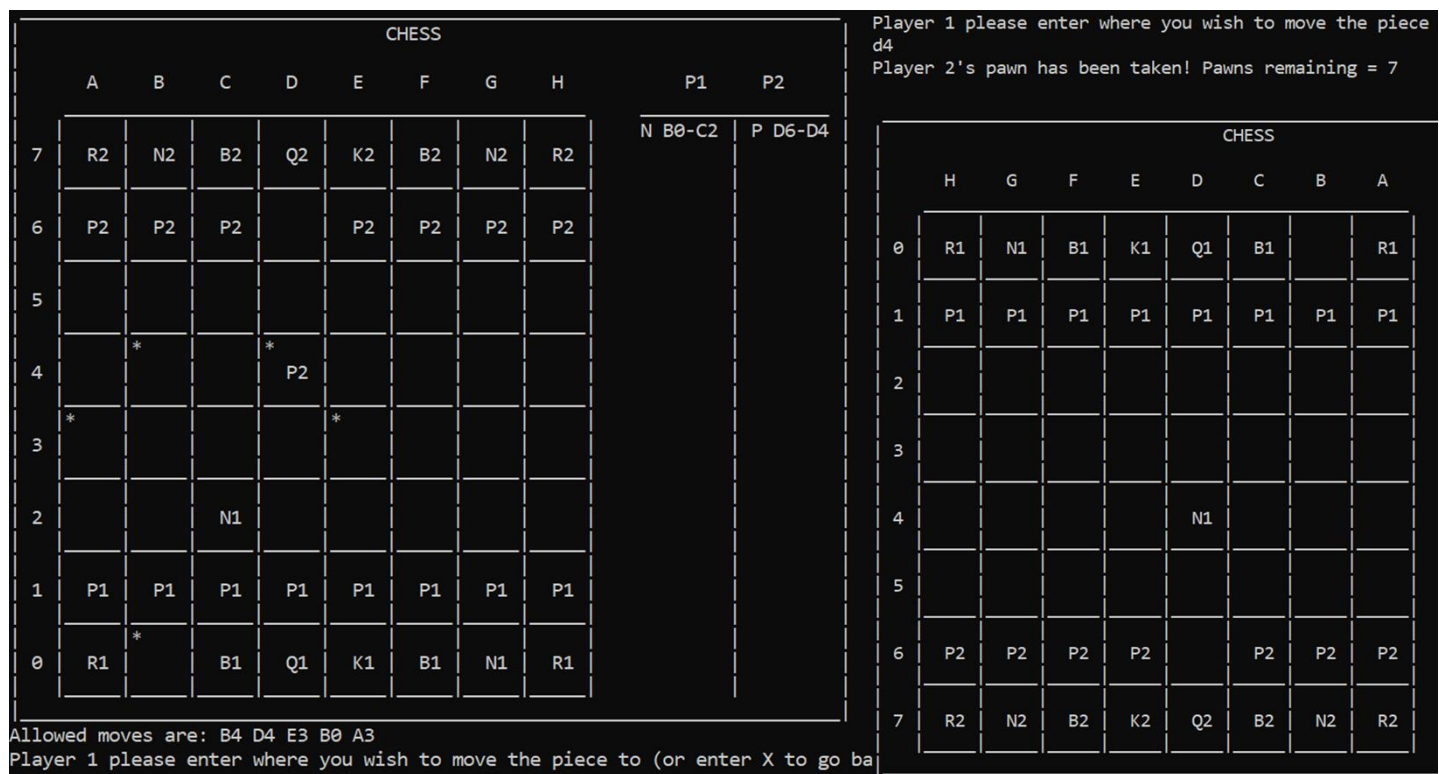 CHESS
A B C D E F G H P1 P2
N B0-C2 P D6-D4
7 R2 N2 B2 Q2 K2 B2 N2 R2
6 P2 P2 P2 P2 P2 P2 P2
5
* *
4 P2
* *
3
2 N1
1 P1 P1 P1 P1 P1 P1 P1 P1
*
0 R1 B1 Q1 K1 B1 N1 R1
Allowed moves are: B4 D4 E3 B0 A3
Player 1 please enter where you wish to move the piece to (or enter X to go ba
Player 1 please enter where you wish to move the piece
d4
Player 2's pawn has been taken! Pawns remaining = 7
CHESS
H G F E D C B A
0 R1 N1 B1 K1 Q1 B1 R1
1 P1 P1 P1 P1 P1 P1 P1 P1
2
3
4 N1
5
6 P2 P2 P2 P2 P2 P2 P2
7 R2 N2 B2 K2 Q2 B2 N2 R2